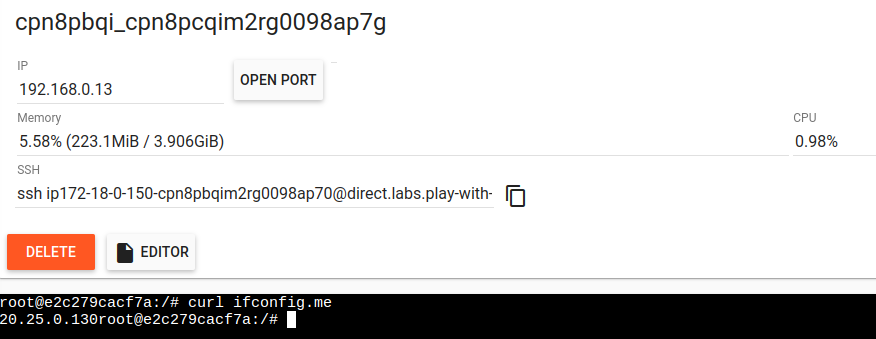 cpn8pbqi_cpn8pcqim2rg0098ap7g
IP
192.168.0.13
OPEN PORT
Memory
5.58% (223.1MiB / 3.906GiB)
CPU
0.98%
SSH
ssh ip172-18-0-150-cpn8pbqim2rg0098ap70@direct.labs.play-with-
DELETE
EDITOR
root@e2c279cacf7a:/# curl ifconfig.me
20.25.0.130root@e2c279cacf7a:/#